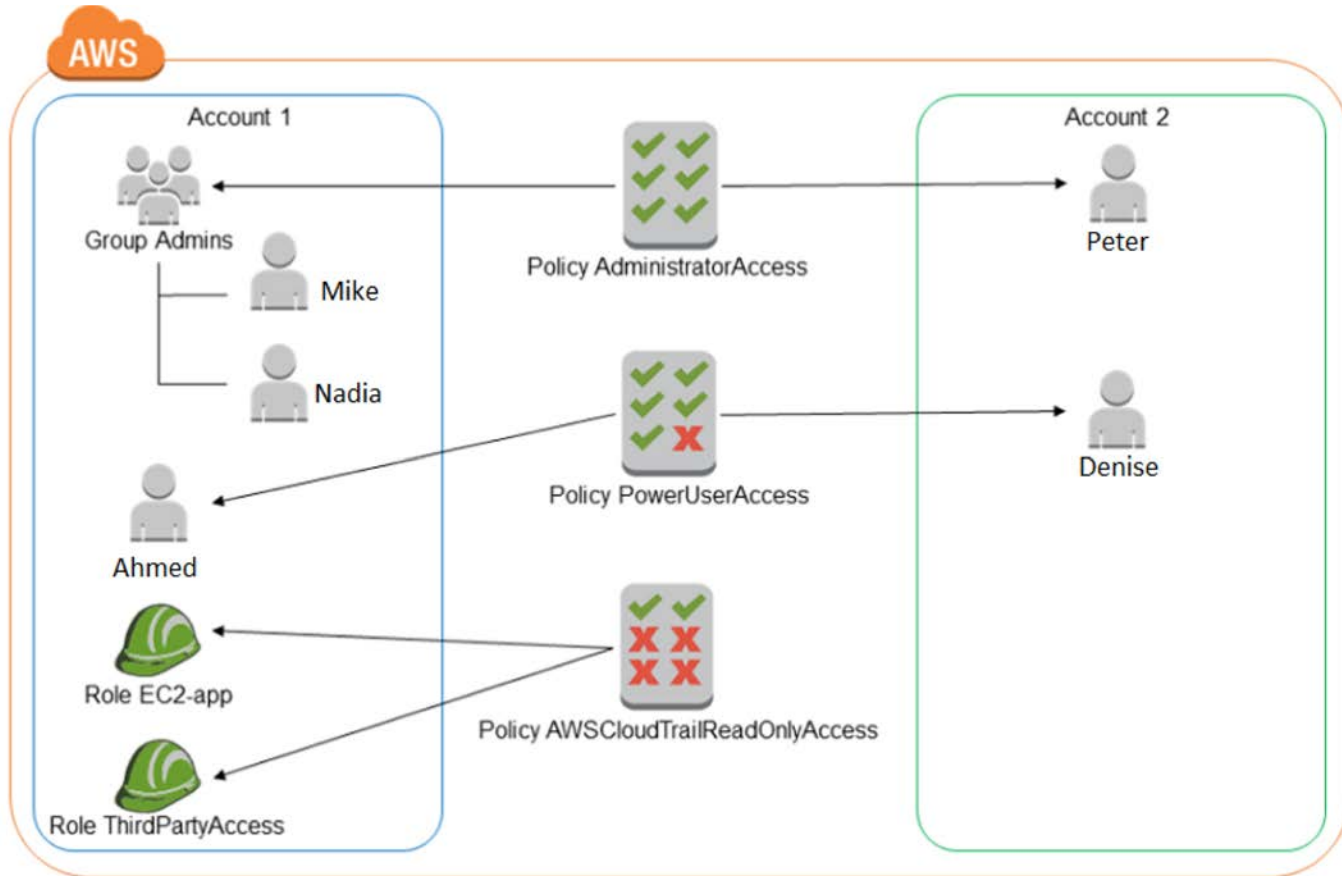 AWS
Account 1
Account 2
Group Admins
Policy AdministratorAccess
Peter
Mike
Nadia
Policy PowerUserAccess
Denise
Ahmed
Role EC2-app
Policy AWSCloudTrailReadOnlyAccess
Role ThirdPartyAccess